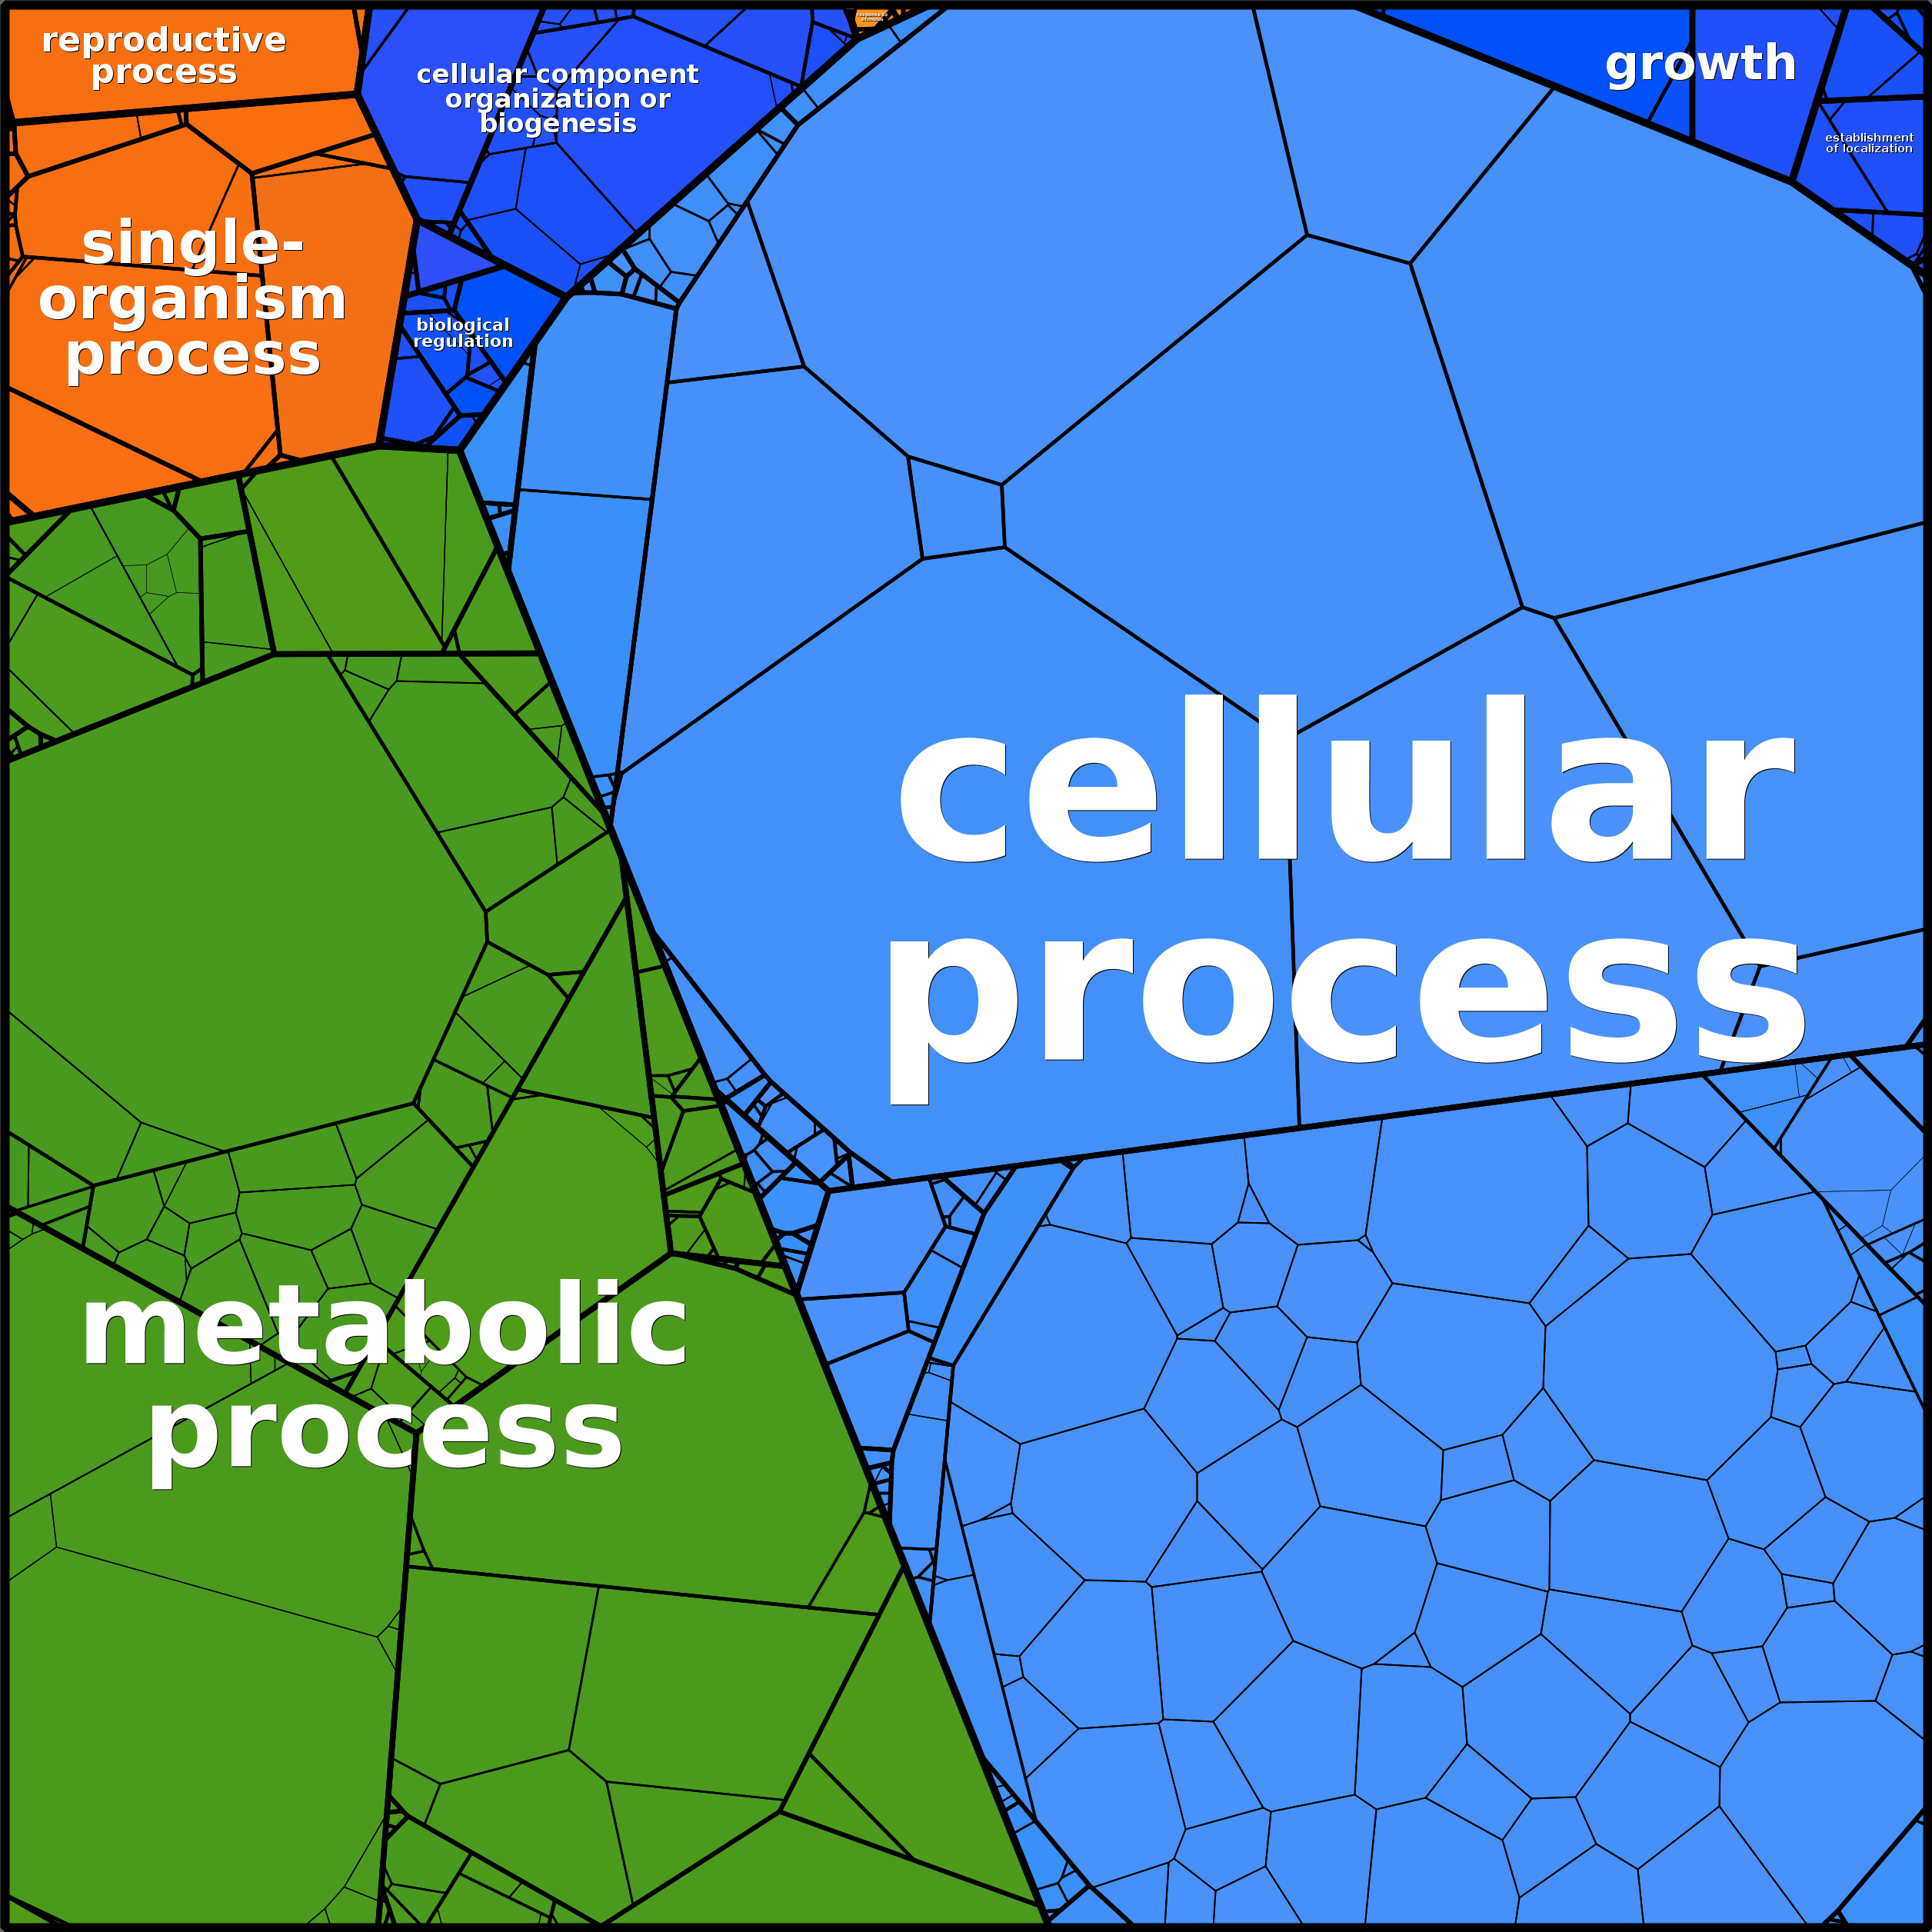 reproductive
process
cellular component
organization or
biogenesis
growth
establishment
of localization
single-
organism
process
biological
regulation
cellular
process
metabolic
process